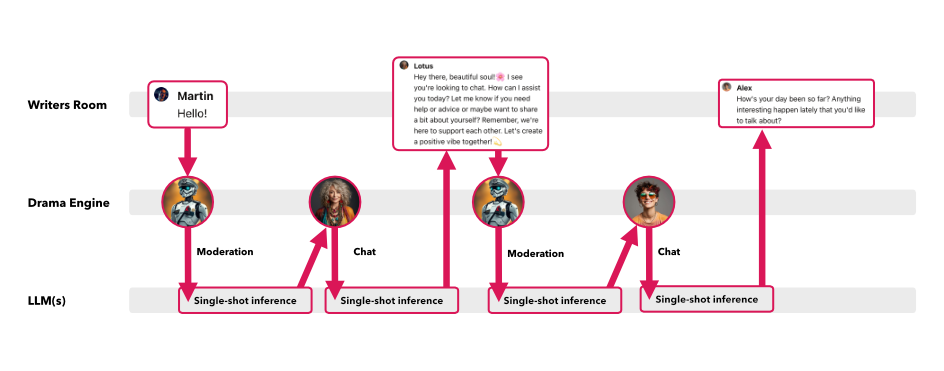 Writers Room
Martin
Hello!
Lotus
Hey there, beautiful soul!🌸 I see
you're looking to chat. How can I assist
you today? Let me know if you need
help or advice or maybe want to share
a bit about yourself? Remember, we're
here to support each other. Let's create
a positive vibe together!💫
Alex
How's your day been so far? Anything
interesting happen lately that you'd like
to talk about?
Drama Engine
Moderation
Chat
Moderation
Chat
LLM(s)
Single-shot inference
Single-shot inference
Single-shot inference
Single-shot inference